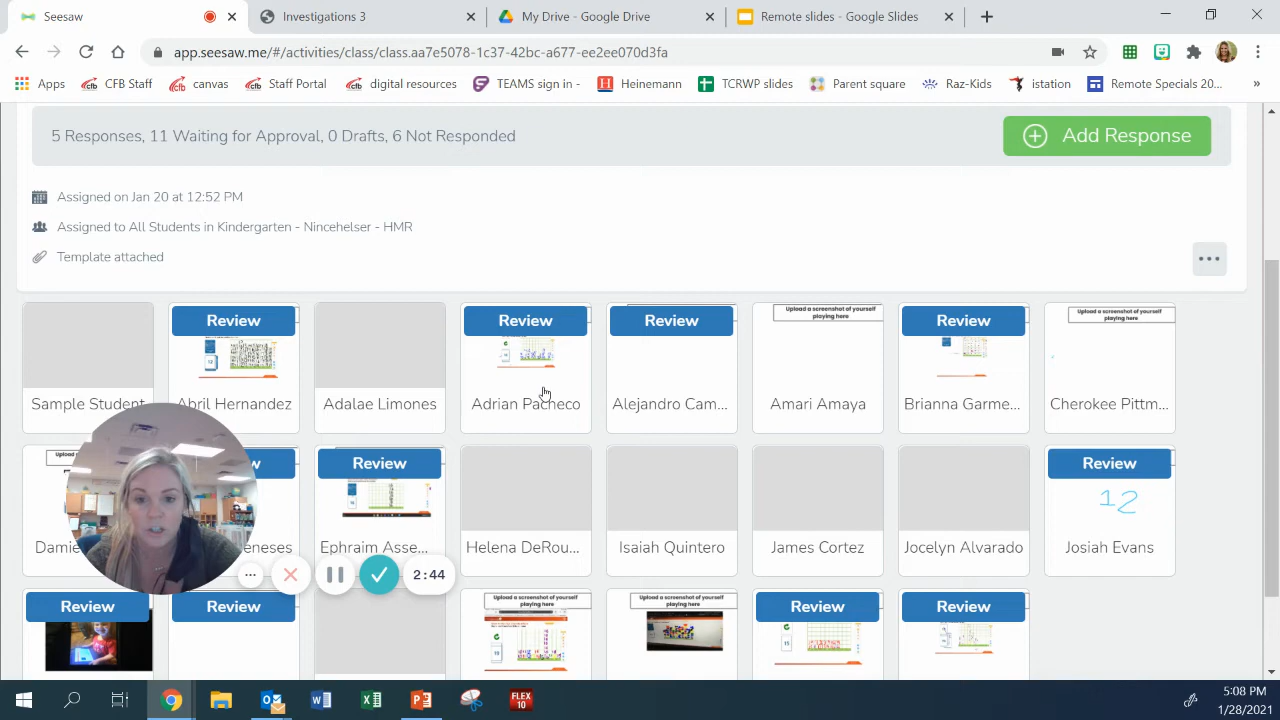 Seesaw
Investigations 3
My Drive - Google Drive
Remote slides - Google Slides
app.seesaw.me/#/activities/class/class.aa7e5078-1c37-42bc-a677-ee2ee070d3fa
Apps
CFB Staff
canvas
Staff Portal
digital resources
TEAMS sign in -
Heinemann
TCRWP slides
Parent square
Raz-Kids
istation
Remote Specials 20...
»
5 Responses, 11 Waiting for Approval, 0 Drafts, 6 Not Responded
Add Response
Assigned on Jan 20 at 12:52 PM
Assigned to All Students in Kindergarten - Nincehelser - HMR
Template attached
Review
Review
Review
Upload a screenshot of yourself
playing here
Review
Upload a screenshot of yourself
playing here
Sample Student
Abril Hernandez
Adalae Limones
Adrian Pacheco
Alejandro Cam...
Amari Amaya
Brianna Garme...
Cherokee Pittm...
Review
Review
12
Ephraim Asse...
Helena DeRou...
Isaiah Quintero
James Cortez
Jocelyn Alvarado
Josiah Evans
2:44
Review
Review
Upload a screenshot of yourself
playing here
Upload a screenshot of yourself
playing here
Review
Review
FLEX
10
5:08 PM
1/28/2021